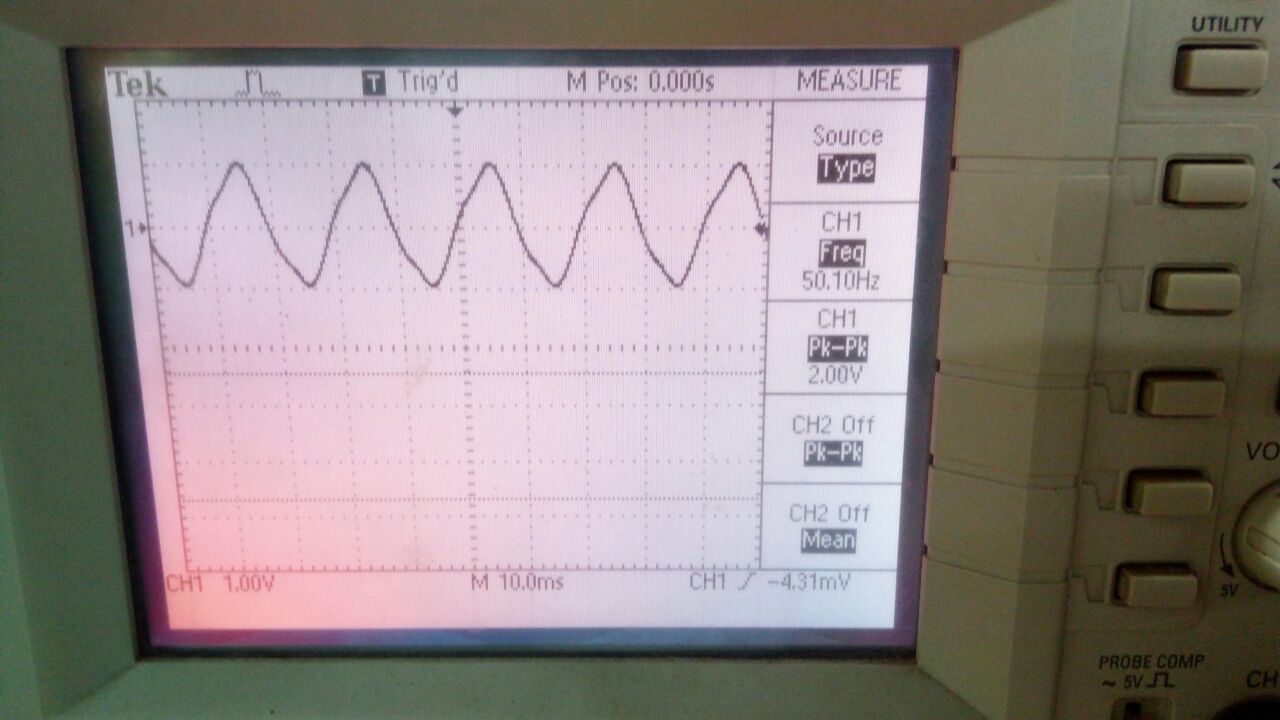 Tek
T Trig'd
M Pos: 0.000s
MEASURE
Source
Type
CH1
Freq
50.10Hz
CH1
Pk-Pk
2.00V
CH2 Off
Pk-Pk
CH2 Off
Mean
1
CH1 1.00V
M 10.0ms
CH1 -4.31mV
UTILITY
VO
5V
PROBE COMP
~ 5V
CH